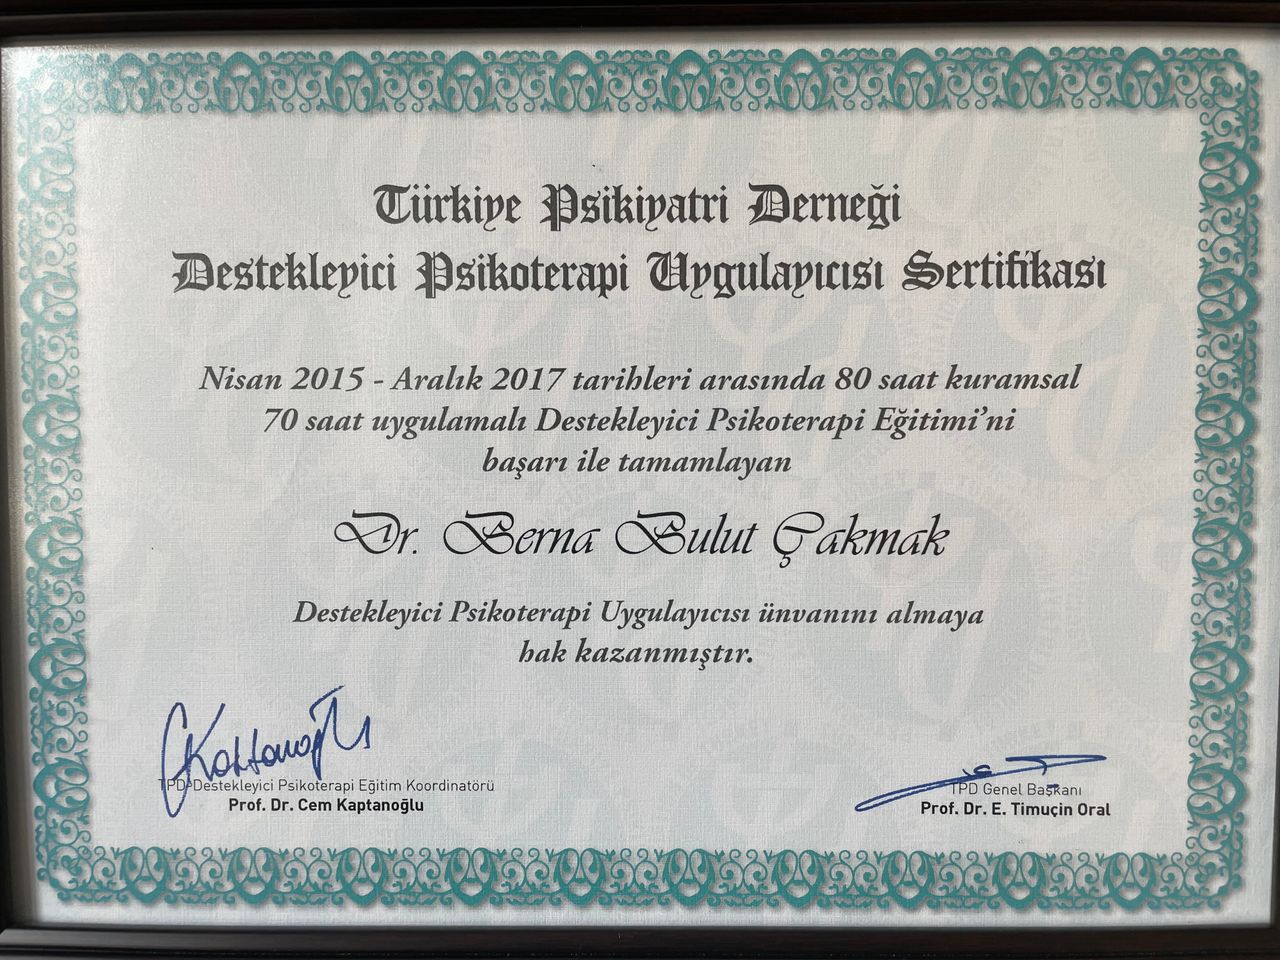 Türkiye Psikiyatri Derneği
Destekleyici Psikoterapi Uygulayıcısı Sertifikası
Nisan 2015 - Aralık 2017 tarihleri arasında 80 saat kuramsal
70 saat uygulamalı Destekleyici Psikoterapi Eğitimi’ni
başarı ile tamamlayan
Dr. Berna Bulut Çakmak
Destekleyici Psikoterapi Uygulayıcısı ünvanını almaya
hak kazanmıştır.
TPD Destekleyici Psikoterapi Eğitim Koordinatörü
Prof. Dr. Cem Kaptanoğlu
TPD Genel Başkanı
Prof. Dr. E. Timuçin Oral